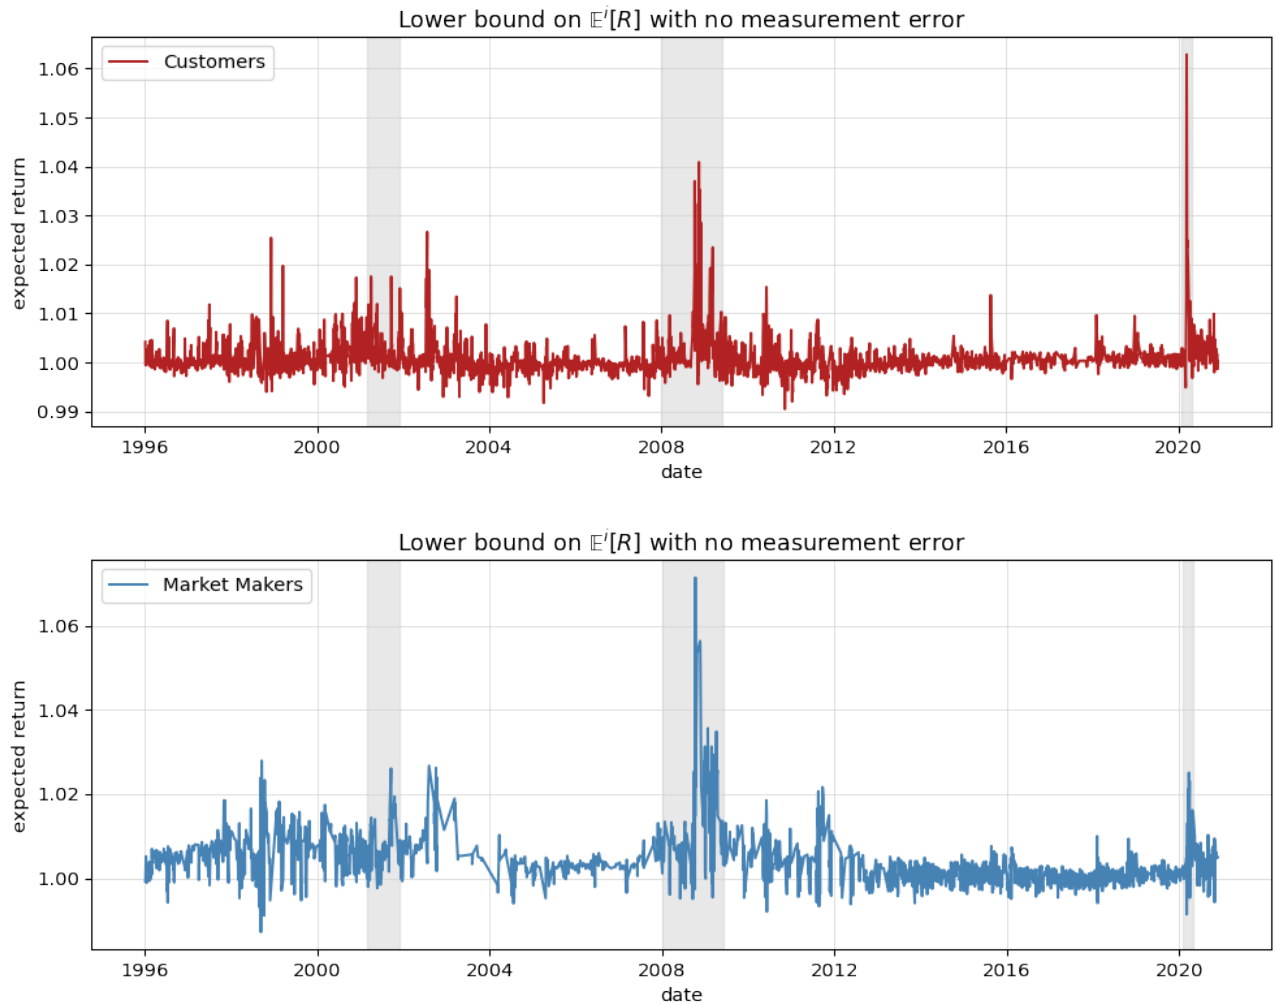 Lower bound on 𝔼ⁱ[R] with no measurement error
Customers
1.06
1.05
1.04
1.03
1.02
1.01
1.00
0.99
expected return
1996 2000 2004 2008 2012 2016 2020
date
Lower bound on 𝔼ⁱ[R] with no measurement error
Market Makers
1.06
1.04
1.02
1.00
expected return
1996 2000 2004 2008 2012 2016 2020
date